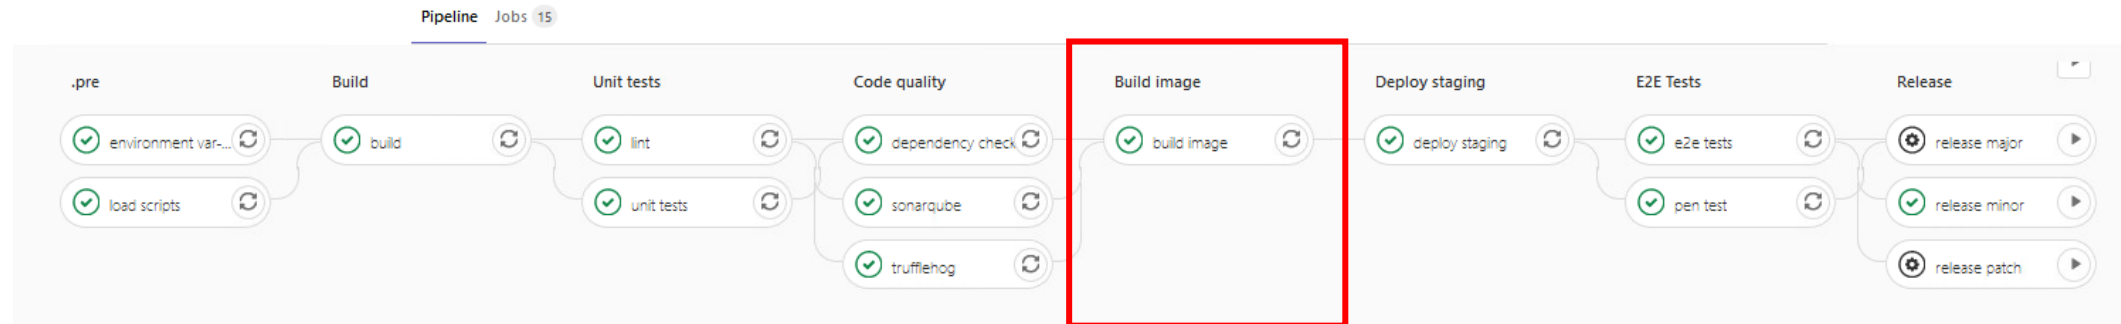 Pipeline Jobs 15
.pre Build Unit tests Code quality Build image Deploy staging E2E Tests Release
environment var-... build lint dependency check build image deploy staging e2e tests release major
load scripts unit tests sonarqube pen test release minor
trufflehog release patch